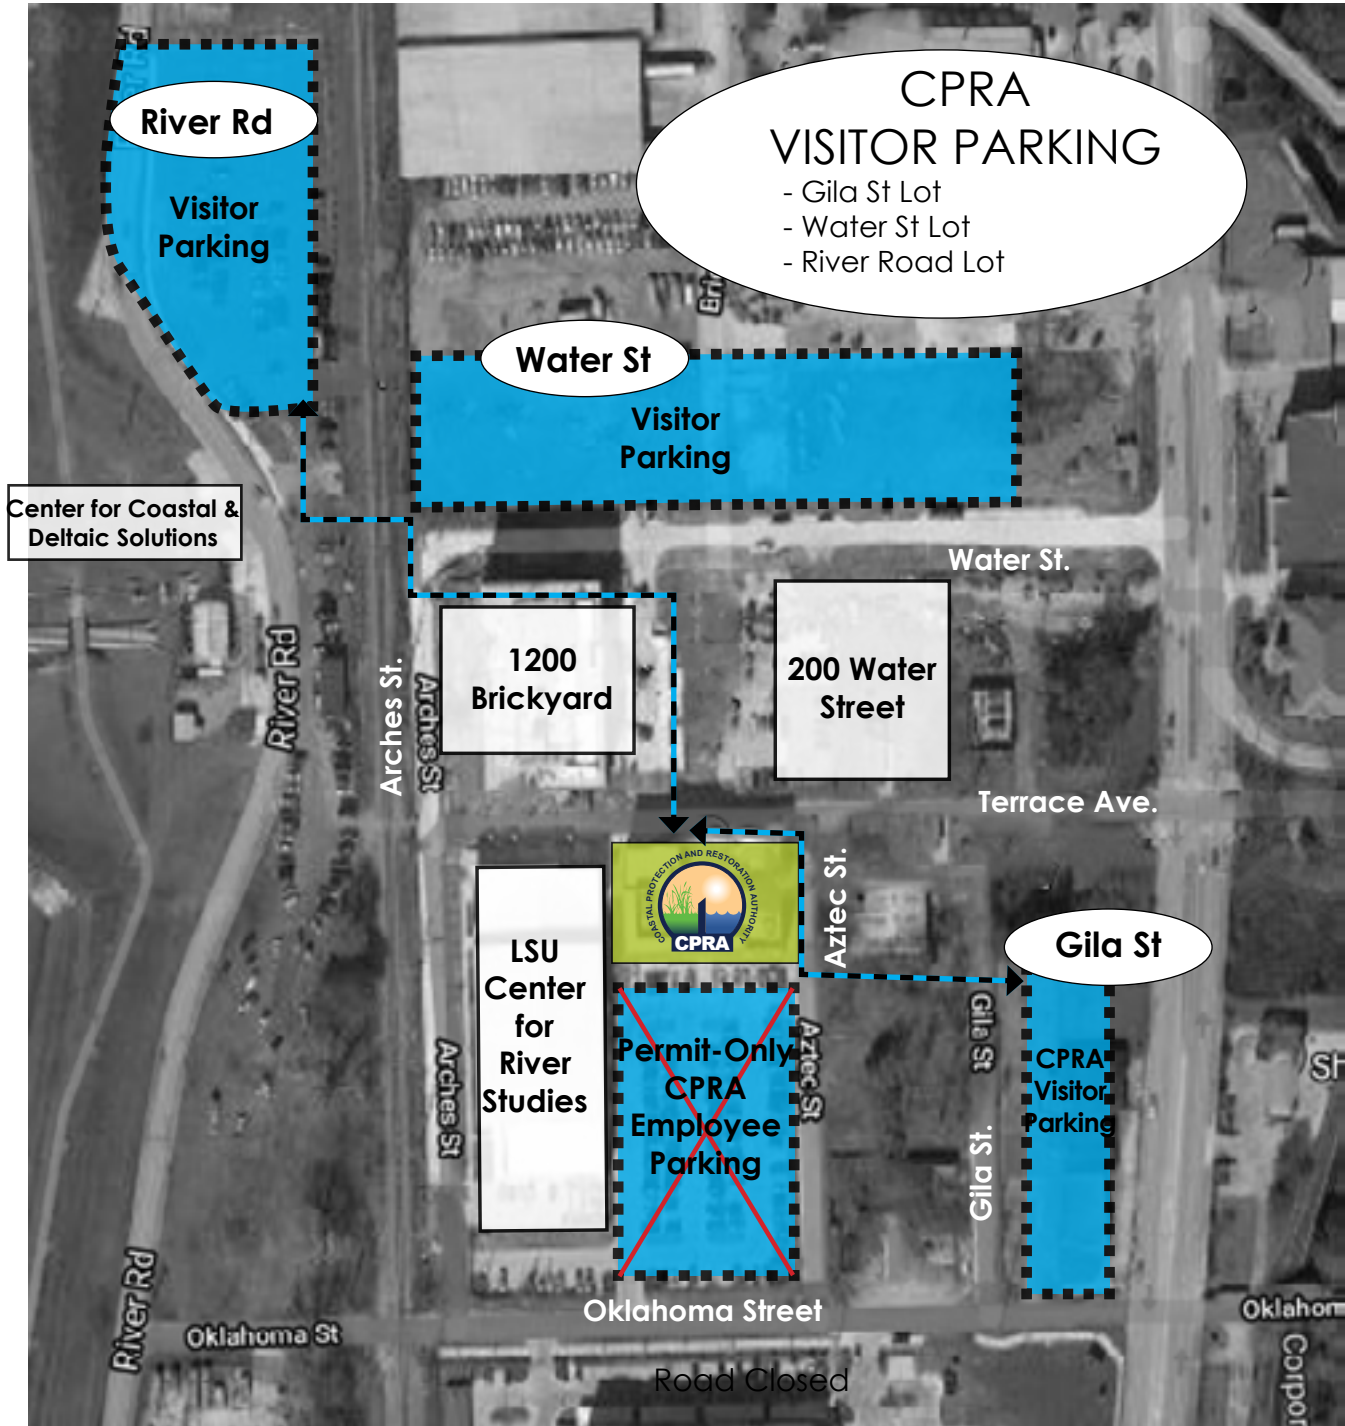 River Rd
Visitor
Parking
CPRA
VISITOR PARKING
- Gila St Lot
- Water St Lot
- River Road Lot
Water St
Visitor
Parking
Center for Coastal &
Deltaic Solutions
Water St.
River Rd
Arches St.
Arches St
1200
Brickyard
200 Water
Street
Terrace Ave.
COASTAL PROTECTION AND RESTORATION AUTHORITY
CPRA
Aztec St.
Gila St
LSU
Center
for
River
Studies
Arches St
Permit-Only
CPRA
Employee
Parking
Aztec St
Gila St
Gila St.
CPRA
Visitor
Parking
SH
River Rd
Oklahoma St
Oklahoma Street
Oklahom
Road Closed
Corpo